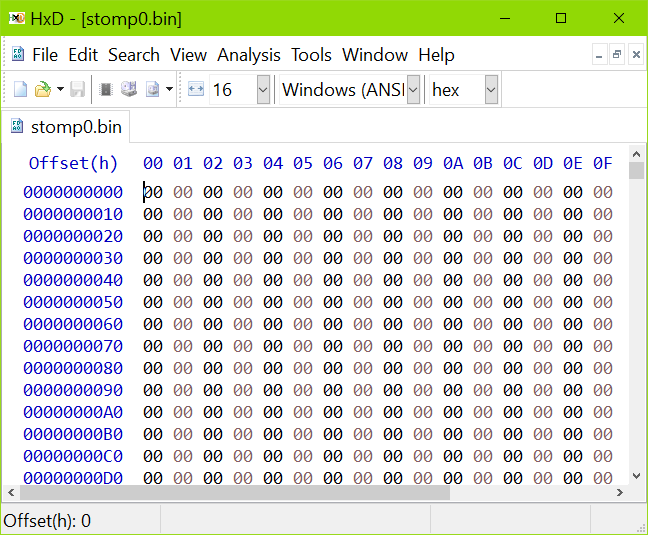 HxD - [stomp0.bin]
File Edit Search View Analysis Tools Window Help
16 Windows (ANSI hex
stomp0.bin
Offset(h) 00 01 02 03 04 05 06 07 08 09 0A 0B 0C 0D 0E 0F
0000000000 00 00 00 00 00 00 00 00 00 00 00 00 00 00 00 00
0000000010 00 00 00 00 00 00 00 00 00 00 00 00 00 00 00 00
0000000020 00 00 00 00 00 00 00 00 00 00 00 00 00 00 00 00
0000000030 00 00 00 00 00 00 00 00 00 00 00 00 00 00 00 00
0000000040 00 00 00 00 00 00 00 00 00 00 00 00 00 00 00 00
0000000050 00 00 00 00 00 00 00 00 00 00 00 00 00 00 00 00
0000000060 00 00 00 00 00 00 00 00 00 00 00 00 00 00 00 00
0000000070 00 00 00 00 00 00 00 00 00 00 00 00 00 00 00 00
0000000080 00 00 00 00 00 00 00 00 00 00 00 00 00 00 00 00
0000000090 00 00 00 00 00 00 00 00 00 00 00 00 00 00 00 00
00000000A0 00 00 00 00 00 00 00 00 00 00 00 00 00 00 00 00
00000000B0 00 00 00 00 00 00 00 00 00 00 00 00 00 00 00 00
00000000C0 00 00 00 00 00 00 00 00 00 00 00 00 00 00 00 00
00000000D0 00 00 00 00 00 00 00 00 00 00 00 00 00 00 00 00
Offset(h): 0